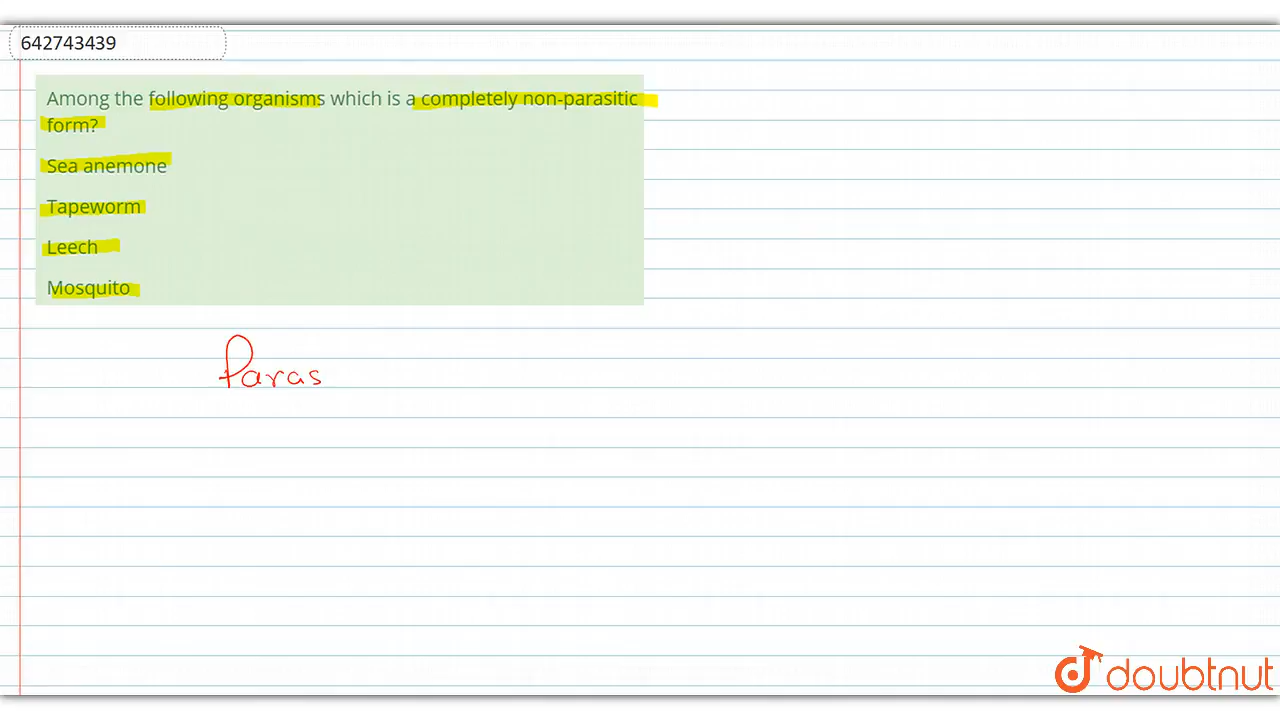 642743439
Among the following organisms which is a completely non-parasitic
form?
Sea anemone
Tapeworm
Leech
Mosquito
Paras
doubtnut